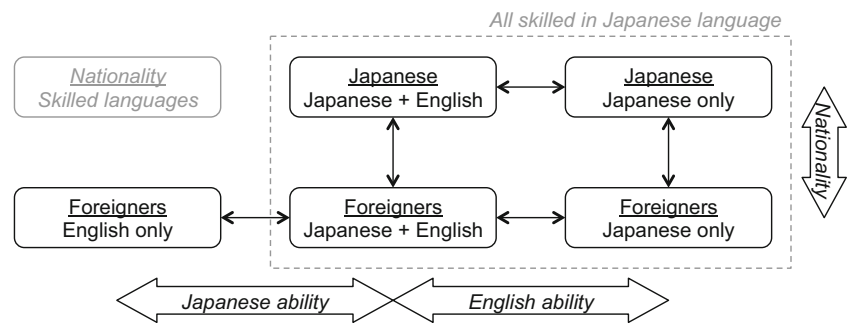 All skilled in Japanese language
Nationality
Skilled languages
Japanese
Japanese + English
Japanese
Japanese only
Nationality
Foreigners
English only
Foreigners
Japanese + English
Foreigners
Japanese only
Japanese ability
English ability